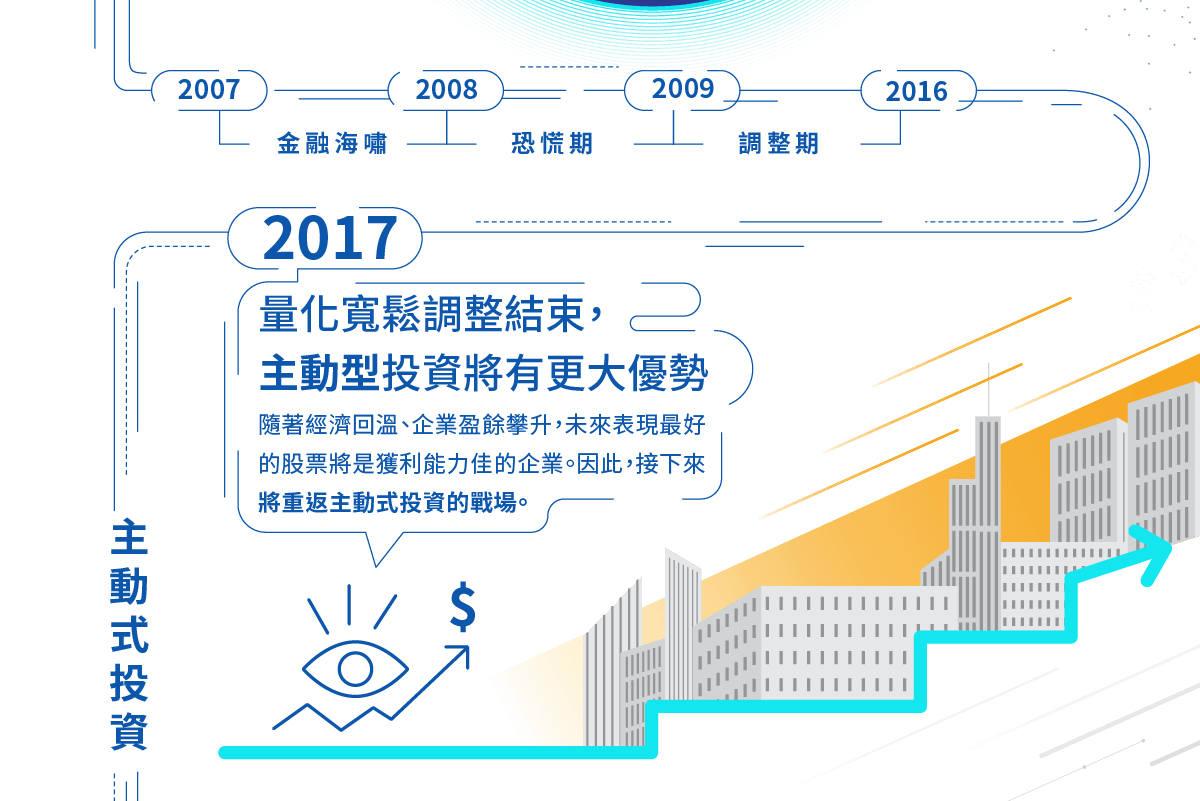 2007
2008
2009
2016
金融海嘯
恐慌期
調整期
2017
量化寬鬆調整結束，
主動型投資將有更大優勢
隨著經濟回溫、企業盈餘攀升，未來表現最好
的股票將是獲利能力佳的企業。因此，接下來
將重返主動式投資的戰場。
主動式投資
$